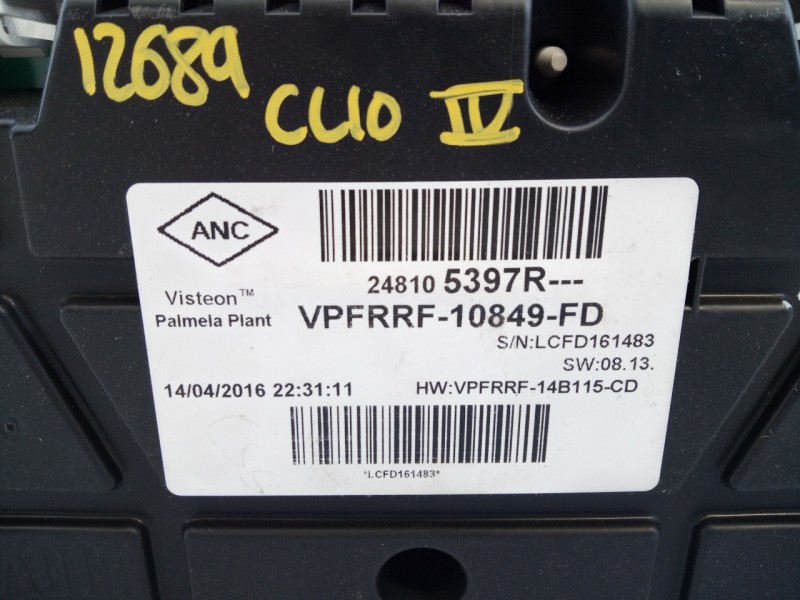 12689
CLIO IV
ANC
24810 5397R---
Visteon™
Palmela Plant
VPFRRF-10849-FD
S/N:LCFD161483
SW:08.13.
14/04/2016 22:31:11
HW:VPFRRF-14B115-CD
*LCFD161483*